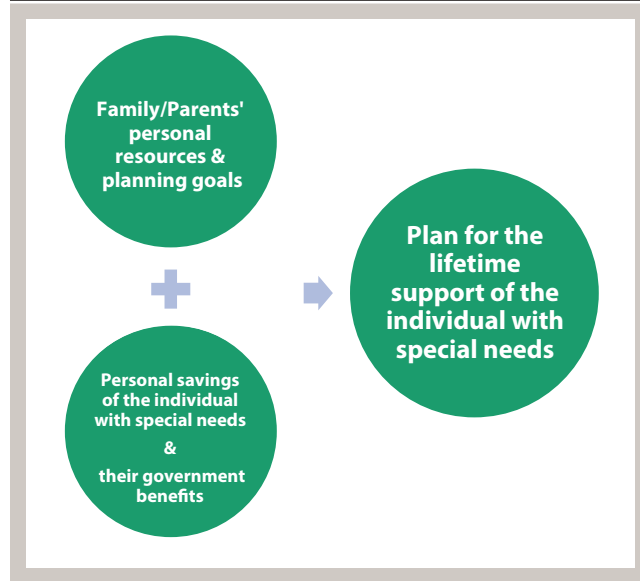 Family/Parents'
personal
resources &
planning goals
Personal savings
of the individual
with special needs
&
their government
benefits
Plan for the
lifetime
support of the
individual with
special needs